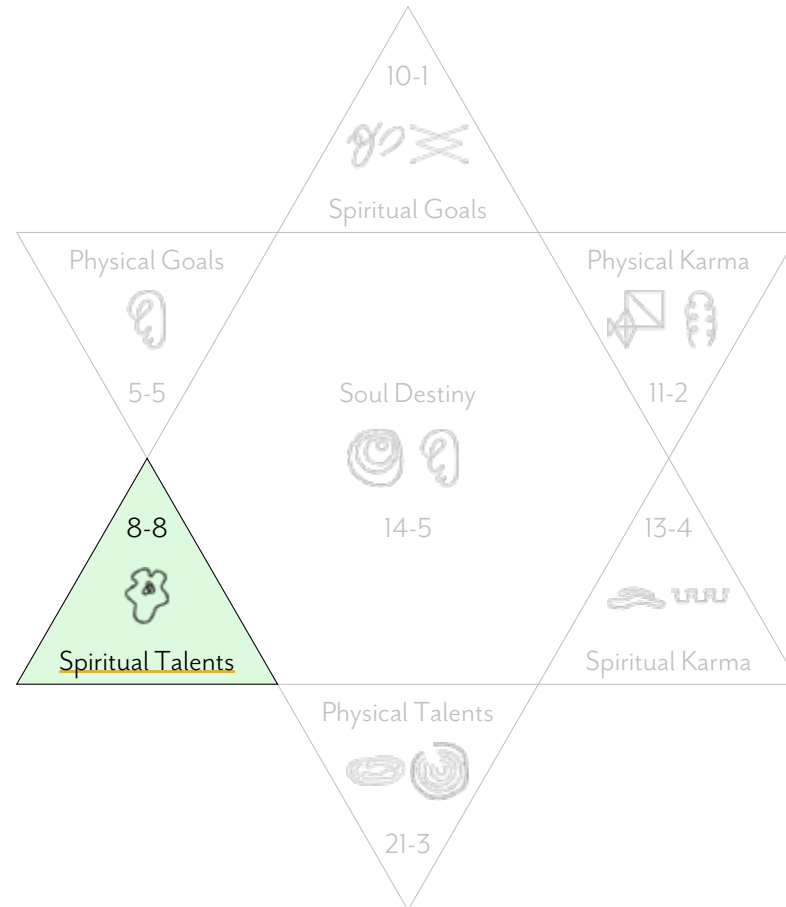 10-1
Spiritual Goals
Physical Goals
5-5
Physical Karma
11-2
Soul Destiny
14-5
8-8
Spiritual Talents
13-4
Spiritual Karma
Physical Talents
21-3